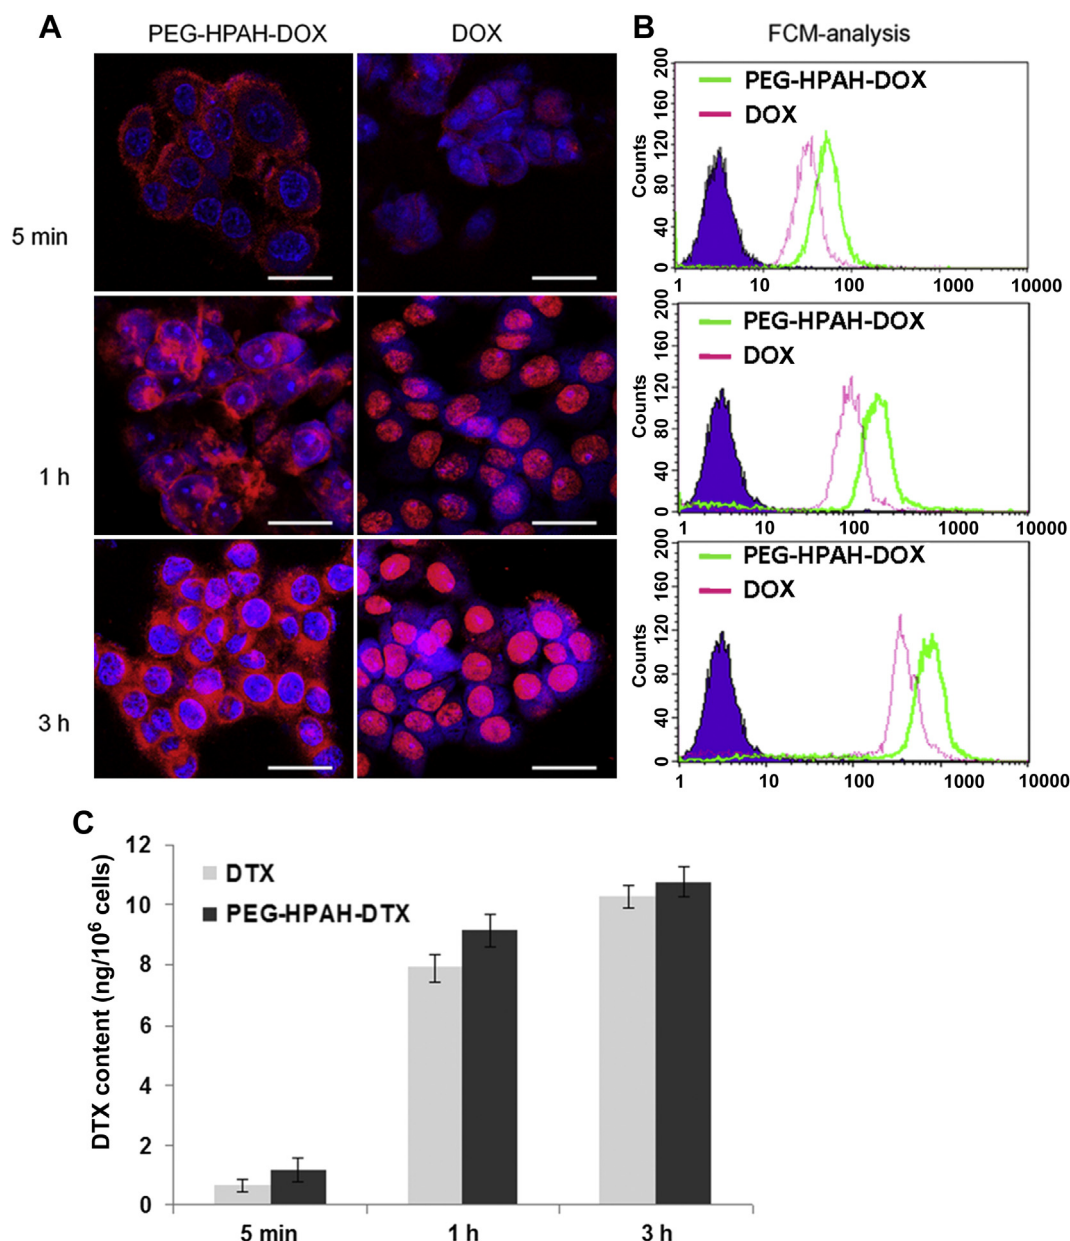 A
PEG-HPAH-DOX
DOX
5 min
1 h
3 h
B
FCM-analysis
200
160
120
80
40
0
Counts
PEG-HPAH-DOX
DOX
1
10
100
1000
10000
200
160
120
80
40
0
Counts
PEG-HPAH-DOX
DOX
1
10
100
1000
10000
200
160
120
80
40
0
Counts
PEG-HPAH-DOX
DOX
1
10
100
1000
10000
C
DTX content (ng/10⁶ cells)
12
10
8
6
4
2
0
DTX
PEG-HPAH-DTX
5 min
1 h
3 h